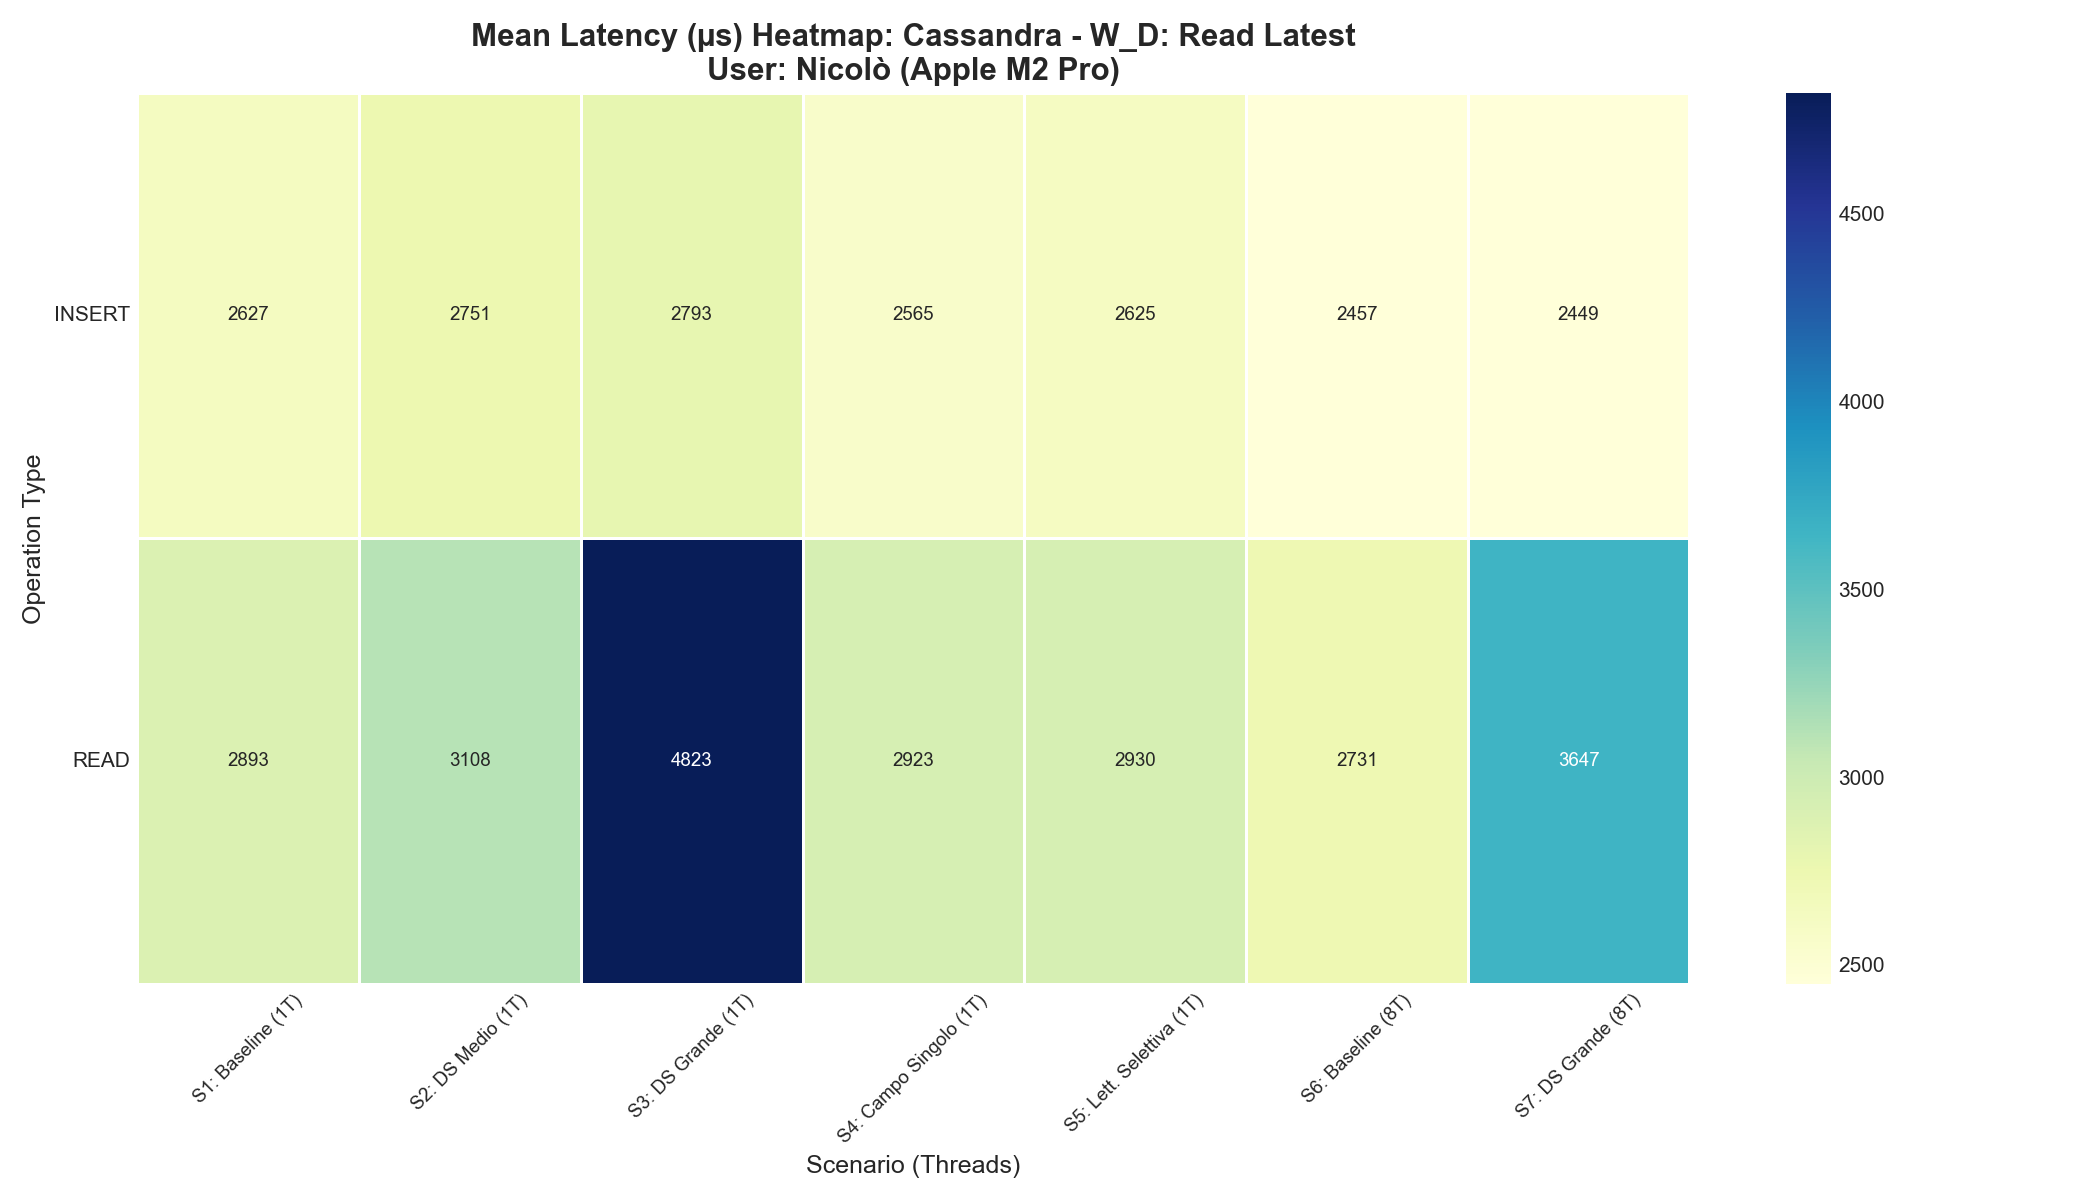 Mean Latency (µs) Heatmap: Cassandra - W_D: Read Latest
User: Nicolò (Apple M2 Pro)
Operation Type
INSERT
2627
2751
2793
2565
2625
2457
2449
READ
2893
3108
4823
2923
2930
2731
3647
S1: Baseline (1T)
S2: DS Medio (1T)
S3: DS Grande (1T)
S4: Campo Singolo (1T)
S5: Lett. Selettiva (1T)
S6: Baseline (8T)
S7: DS Grande (8T)
Scenario (Threads)
4500
4000
3500
3000
2500